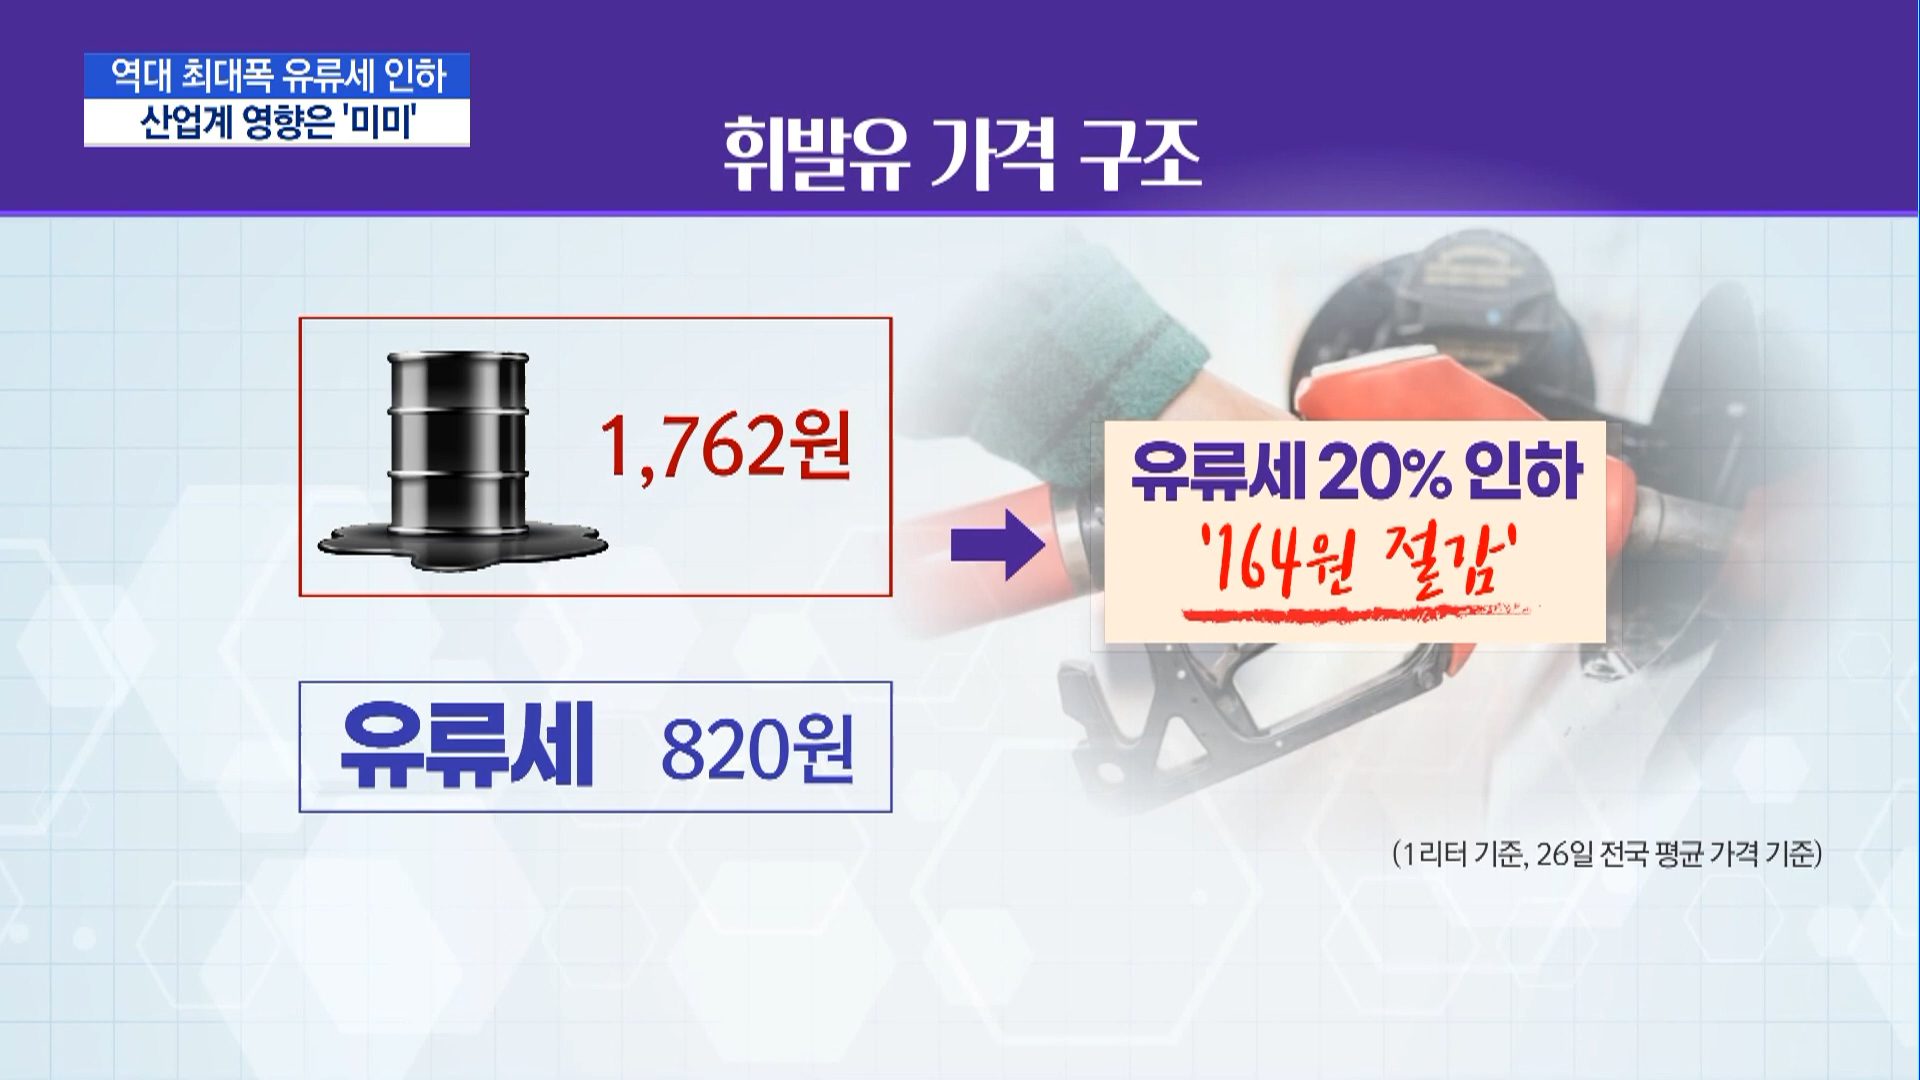 역대 최대폭 유류세 인하
산업계 영향은 '미미'
휘발유 가격 구조
1,762원
유류세 20% 인하
'164원 절감'
유류세 820원
(1리터 기준, 26일 전국 평균 가격 기준)